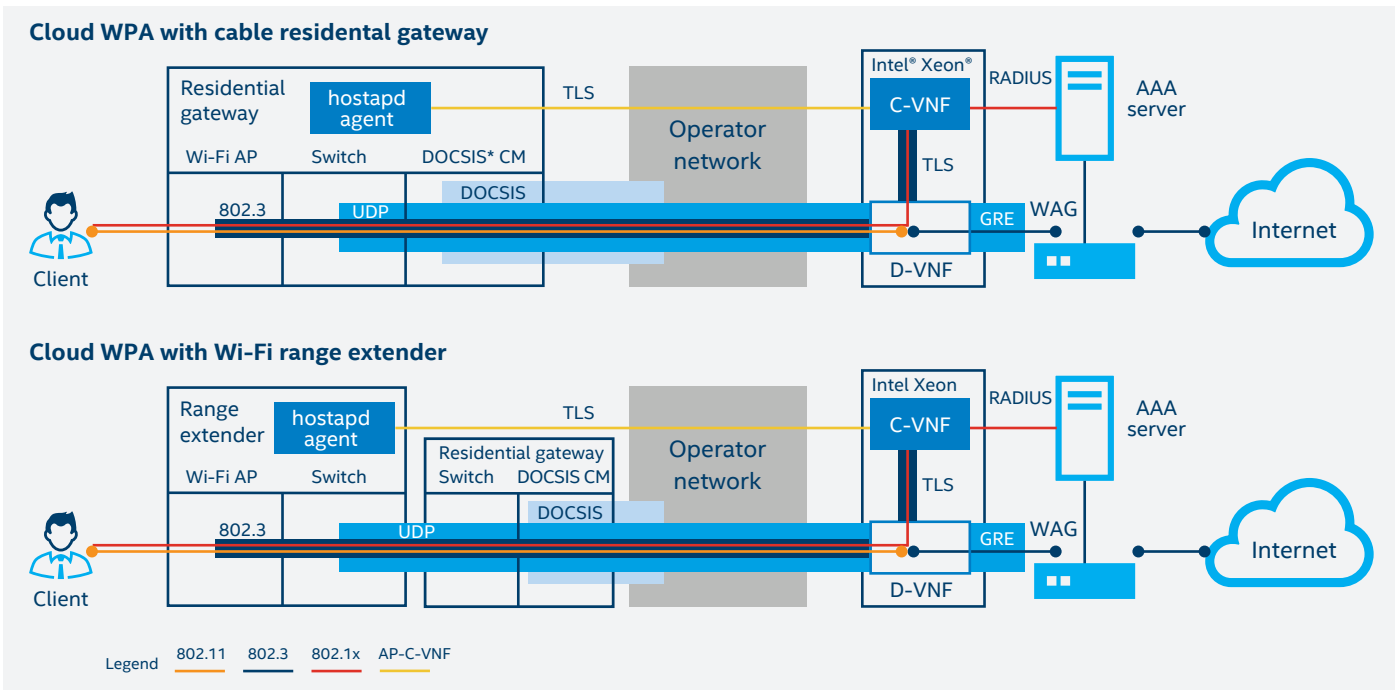 Cloud WPA with cable residental gateway
Residential
gateway
hostapd
agent
TLS
Operator
network
Intel® Xeon®
C-VNF
RADIUS
AAA
server
Wi-Fi AP
Switch
DOCSIS* CM
TLS
DOCSIS
802.3
UDP
GRE
WAG
Internet
Client
D-VNF
Cloud WPA with Wi-Fi range extender
Range
extender
hostapd
agent
TLS
Operator
network
Intel Xeon
C-VNF
RADIUS
AAA
server
Residential gateway
Wi-Fi AP
Switch
Switch
DOCSIS CM
TLS
DOCSIS
802.3
UDP
GRE
WAG
Internet
Client
D-VNF
Legend
802.11
802.3
802.1x
AP-C-VNF